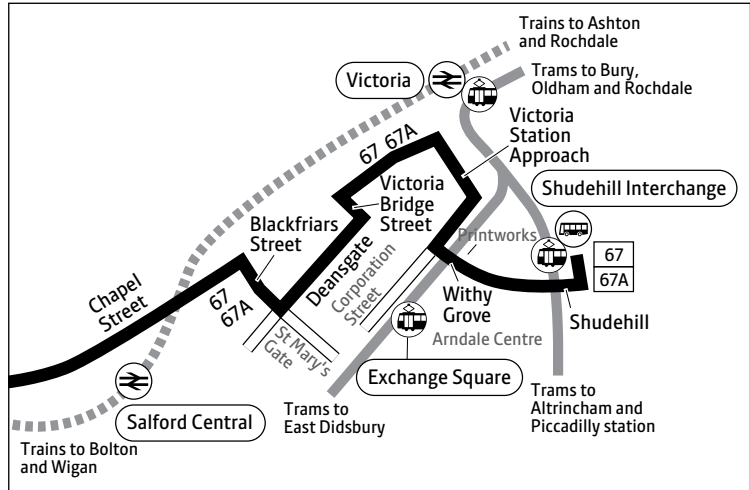 Trains to Ashton
and Rochdale
Victoria
Trams to Bury,
Oldham and Rochdale
67 67A
Victoria
Station
Approach
Victoria
Bridge
Street
Shudehill Interchange
Blackfriars
Street
Printworks
67
67A
Chapel
Street
67
67A
Deansgate
Corporation
Street
Withy
Grove
Shudehill
St Mary's
Gate
Arndale Centre
Exchange Square
Salford Central
Trams to
East Didsbury
Trams to
Altrincham and
Piccadilly station
Trains to Bolton
and Wigan